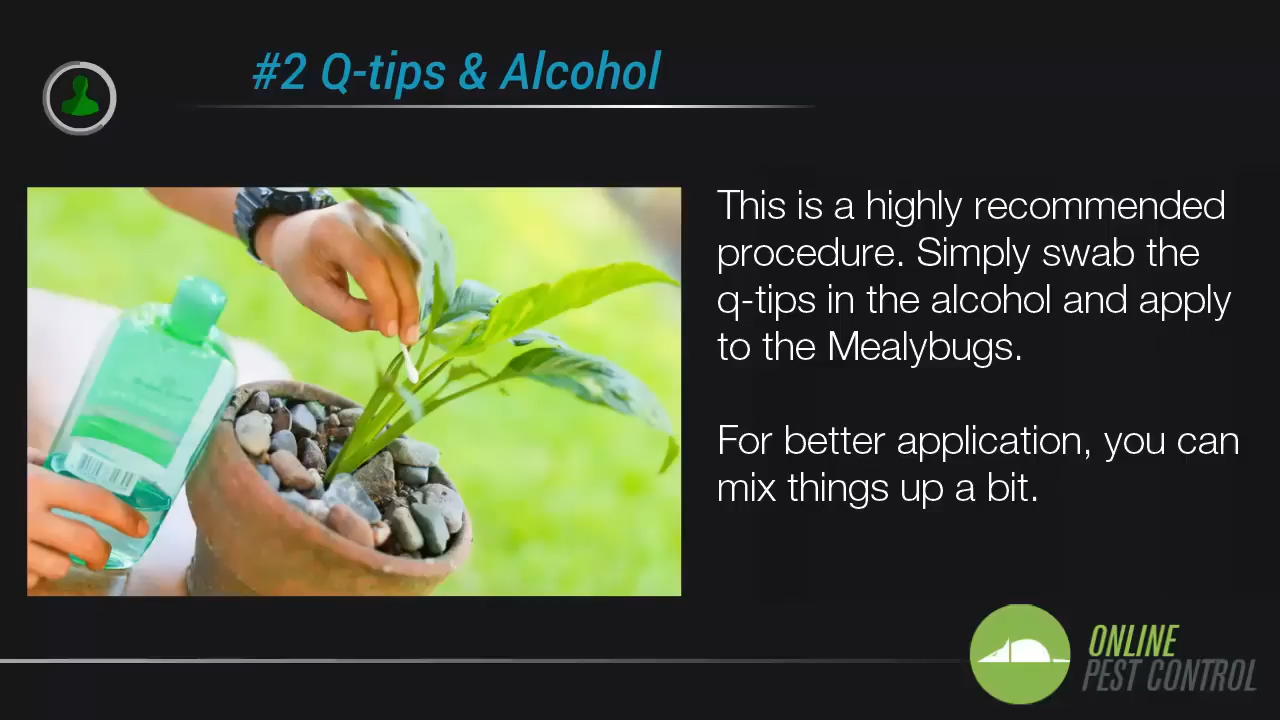 #2 Q-tips & Alcohol
This is a highly recommended
procedure. Simply swab the
q-tips in the alcohol and apply
to the Mealybugs.
For better application, you can
mix things up a bit.
ONLINE
PEST CONTROL